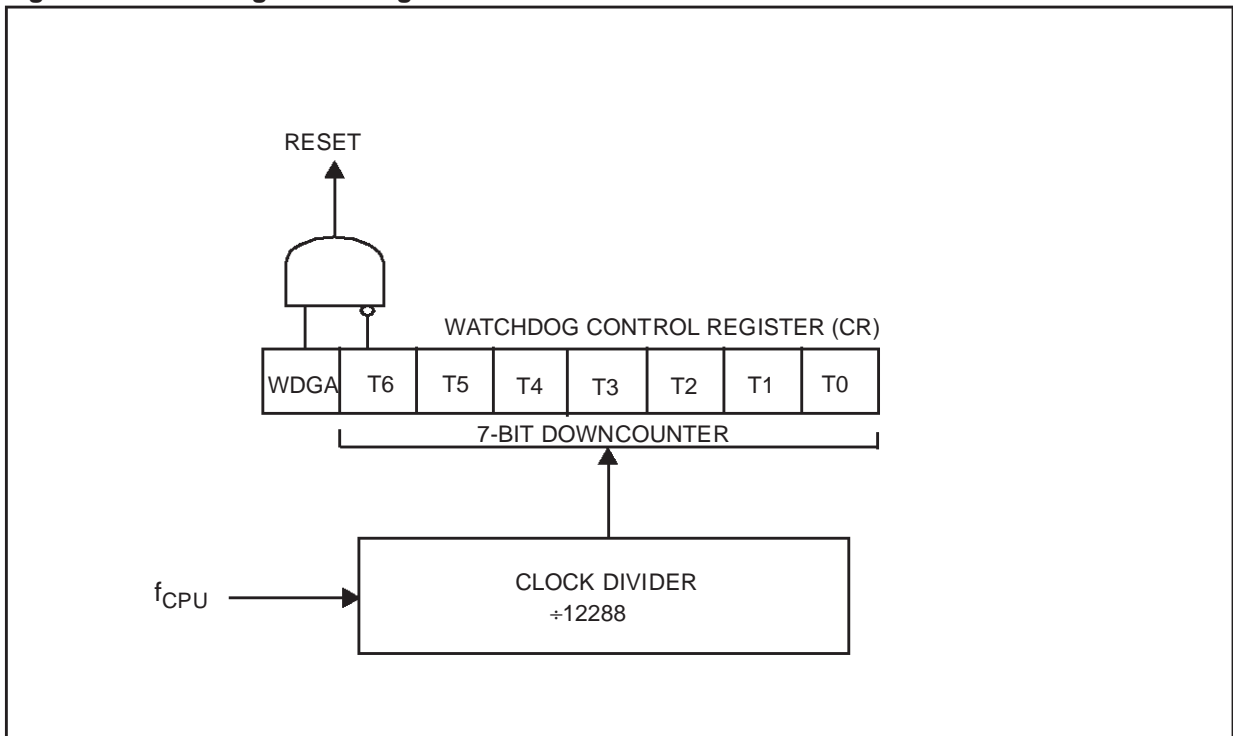 RESET
WATCHDOG CONTROL REGISTER (CR)
WDGA T6 T5 T4 T3 T2 T1 T0
7-BIT DOWNCOUNTER
fCPU
CLOCK DIVIDER
÷12288